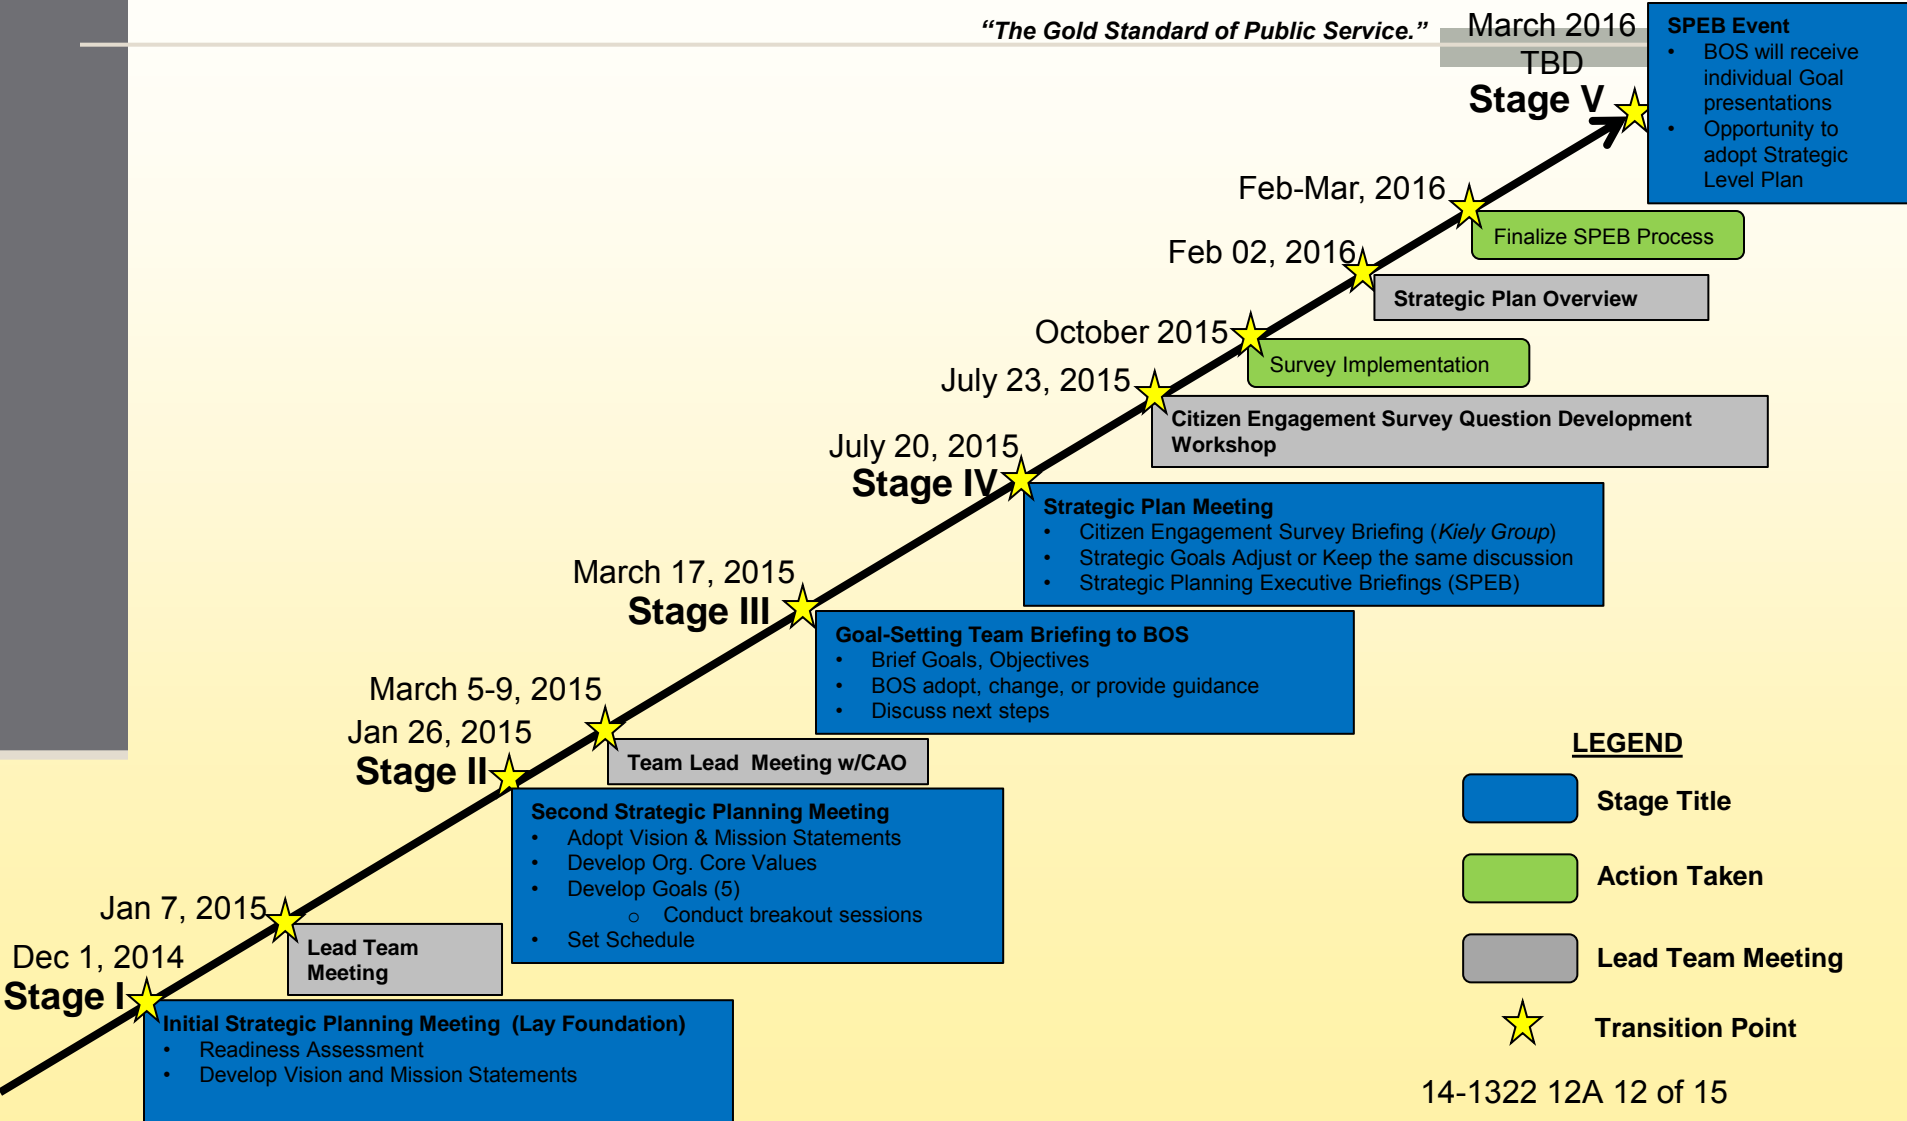 “The Gold Standard of Public Service.”
March 2016
TBD
Stage V
SPEB Event
• BOS will receive
individual Goal
presentations
• Opportunity to
adopt Strategic
Level Plan
Feb-Mar, 2016
Finalize SPEB Process
Feb 02, 2016
Strategic Plan Overview
October 2015
Survey Implementation
July 23, 2015
Citizen Engagement Survey Question Development
Workshop
July 20, 2015
Stage IV
Strategic Plan Meeting
• Citizen Engagement Survey Briefing (Kiely Group)
• Strategic Goals Adjust or Keep the same discussion
• Strategic Planning Executive Briefings (SPEB)
March 17, 2015
Stage III
Goal-Setting Team Briefing to BOS
• Brief Goals, Objectives
• BOS adopt, change, or provide guidance
• Discuss next steps
March 5-9, 2015
Team Lead  Meeting w/CAO
Jan 26, 2015
Stage II
Second Strategic Planning Meeting
• Adopt Vision & Mission Statements
• Develop Org. Core Values
• Develop Goals (5)
o Conduct breakout sessions
• Set Schedule
Jan 7, 2015
Lead Team
Meeting
Dec 1, 2014
Stage I
Initial Strategic Planning Meeting  (Lay Foundation)
• Readiness Assessment
• Develop Vision and Mission Statements
LEGEND
Stage Title
Action Taken
Lead Team Meeting
Transition Point
14-1322 12A 12 of 15